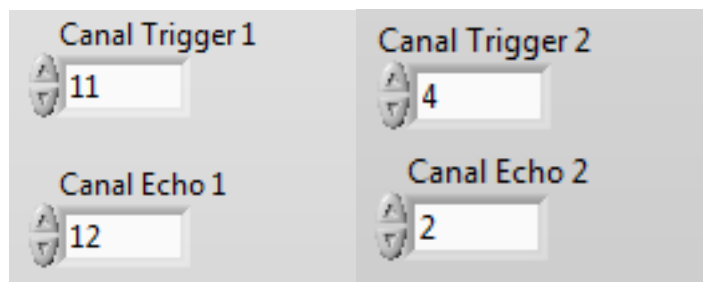 Canal Trigger 1
11
Canal Echo 1
12
Canal Trigger 2
4
Canal Echo 2
2